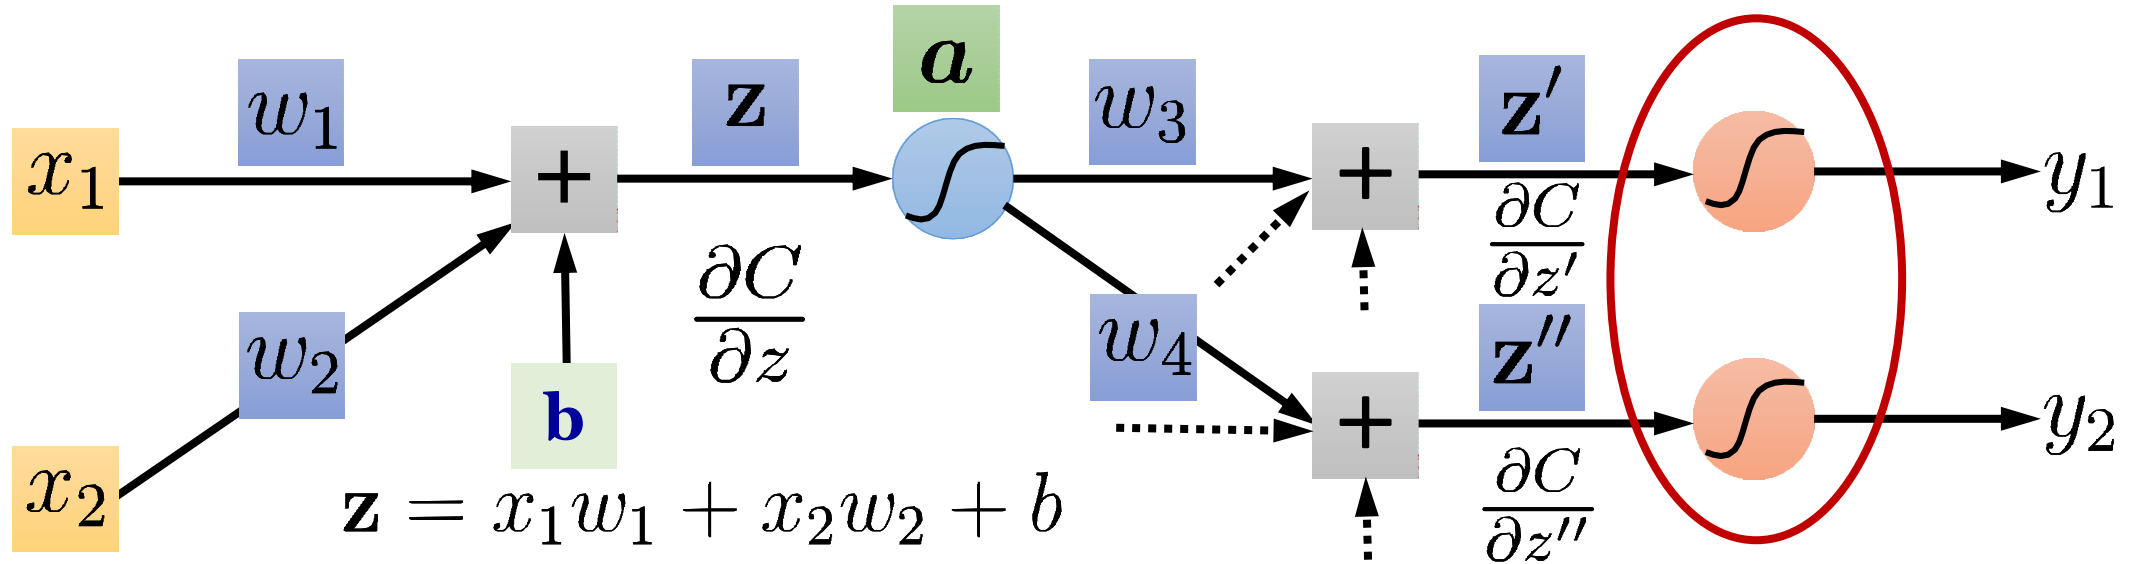 x₁
w₁
+
z
a
w₃
+
z′
y₁
∂C/∂z
∂C/∂z′
x₂
w₂
b
w₄
+
z″
y₂
∂C/∂z″
z = x₁w₁ + x₂w₂ + b